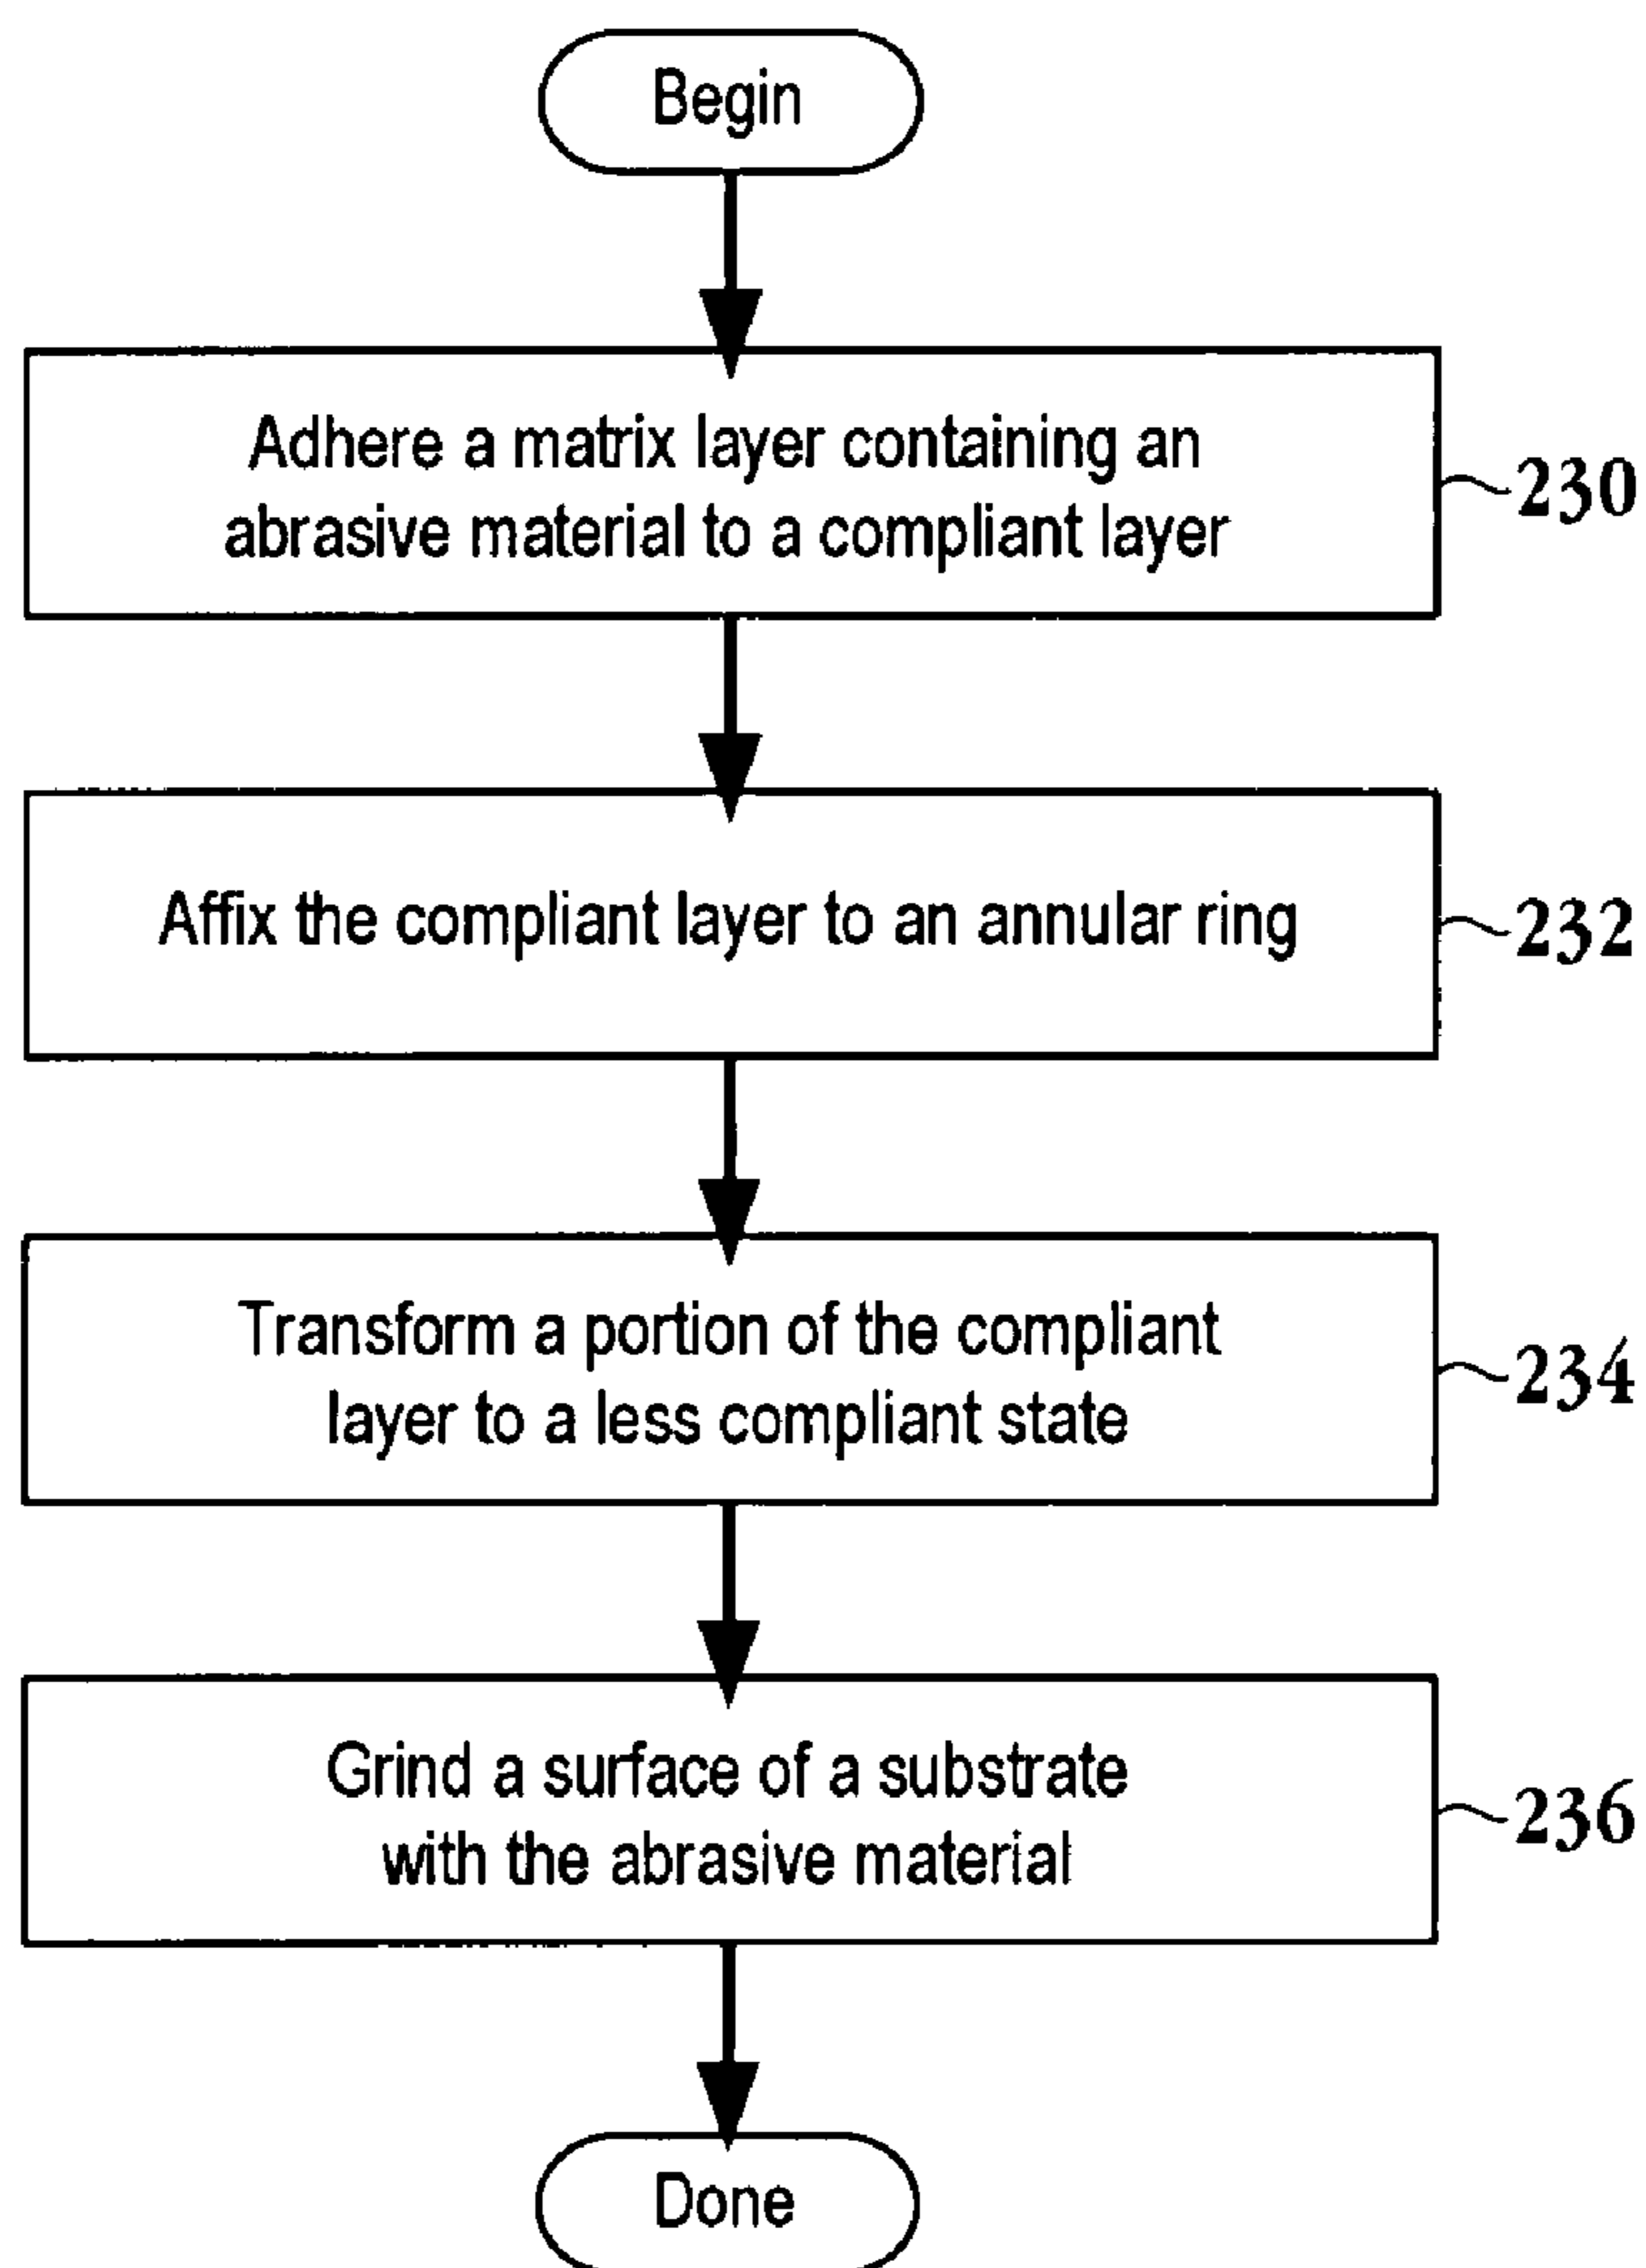 Begin
Adhere a matrix layer containing an
abrasive material to a compliant layer
230
Affix the compliant layer to an annular ring
232
Transform a portion of the compliant
layer to a less compliant state
234
Grind a surface of a substrate
with the abrasive material
236
Done